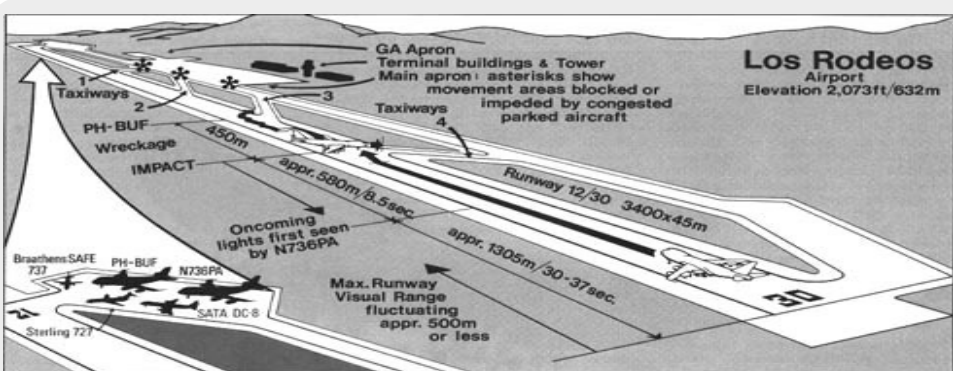 GA Apron
Terminal buildings & Tower
Main apron: asterisks show
movement areas blocked or
impeded by congested
parked aircraft
Los Rodeos
Airport
Elevation 2,073ft/632m
1
Taxiways
2
3
Taxiways
4
PH-BUF
Wreckage
450m
IMPACT
appr. 580m/8.5sec.
Runway 12/30 3400x45m
Oncoming
lights first seen
by N736PA
appr. 1305m/30-37sec.
Max. Runway
Visual Range
fluctuating
appr. 500m
or less
30
Braathens SAFE
737
PH-BUF
N736PA
SATA DC-8
Sterling 727
12